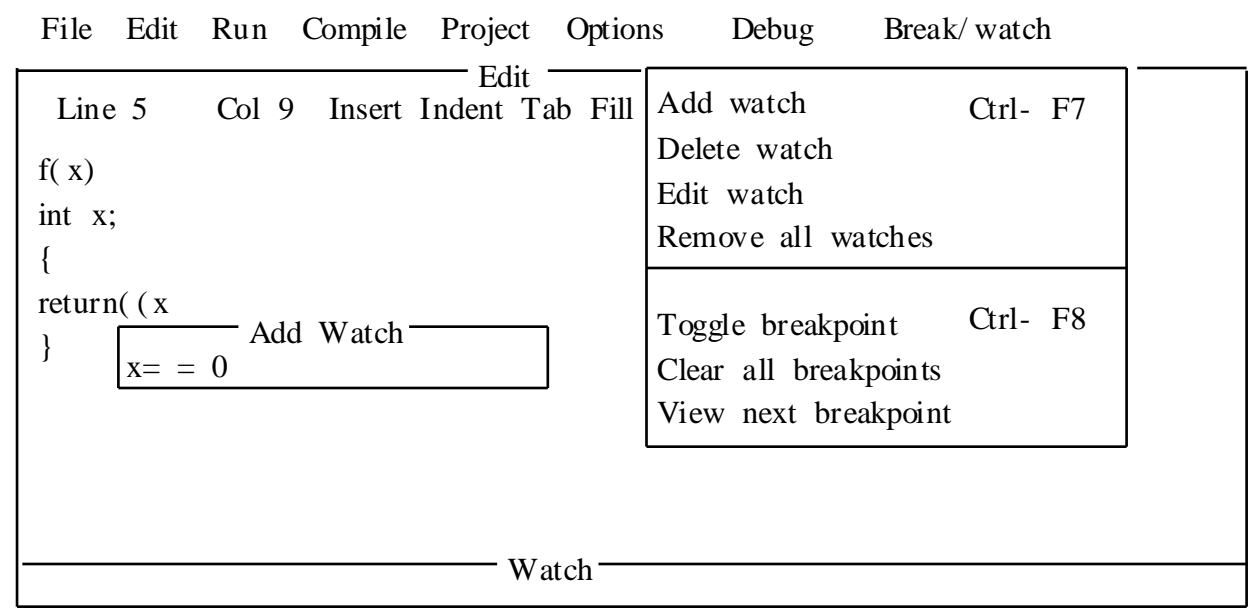 File Edit Run Compile Project Options Debug Break/ watch
Edit
Line 5 Col 9 Insert Indent Tab Fill
f( x)
int x;
{
return( ( x
}
Add Watch
x= = 0
Add watch Ctrl- F7
Delete watch
Edit watch
Remove all watches
Toggle breakpoint Ctrl- F8
Clear all breakpoints
View next breakpoint
Watch